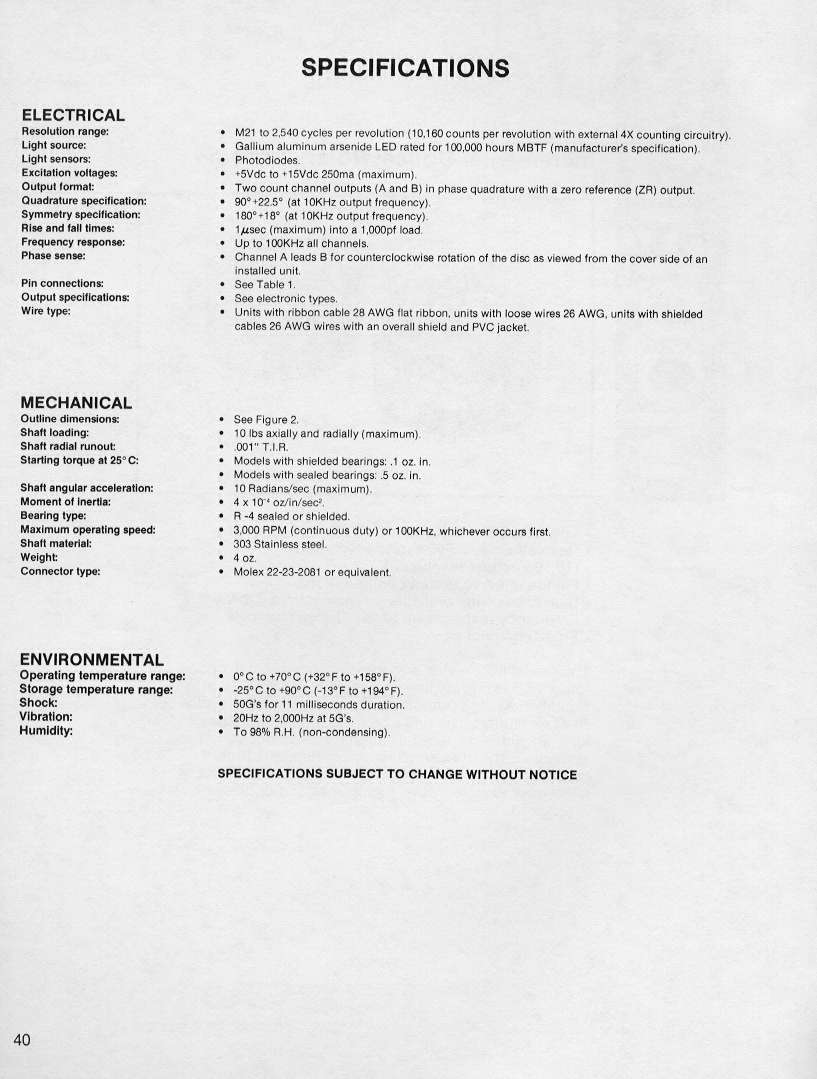 SPECIFICATIONS
ELECTRICAL
Resolution range: • M21 to 2,540 cycles per revolution (10,160 counts per revolution with external 4X counting circuitry).
Light source: • Gallium aluminum arsenide LED rated for 100,000 hours MBTF (manufacturer's specification).
Light sensors: • Photodiodes.
Excitation voltages: • +5Vdc to +15Vdc 250ma (maximum).
Output format: • Two count channel outputs (A and B) in phase quadrature with a zero reference (ZR) output.
Quadrature specification: • 90°+22.5° (at 10KHz output frequency).
Symmetry specification: • 180°+18° (at 10KHz output frequency).
Rise and fall times: • 1μsec (maximum) into a 1,000pf load.
Frequency response: • Up to 100KHz all channels.
Phase sense: • Channel A leads B for counterclockwise rotation of the disc as viewed from the cover side of an
installed unit.
Pin connections: • See Table 1.
Output specifications: • See electronic types.
Wire type: • Units with ribbon cable 28 AWG flat ribbon, units with loose wires 26 AWG, units with shielded
cables 26 AWG wires with an overall shield and PVC jacket.
MECHANICAL
Outline dimensions: • See Figure 2.
Shaft loading: • 10 lbs axially and radially (maximum).
Shaft radial runout: • .001" T.I.R.
Starting torque at 25°C: • Models with shielded bearings: .1 oz. in.
• Models with sealed bearings: .5 oz. in.
Shaft angular acceleration: • 10 Radians/sec (maximum).
Moment of inertia: • 4 x 10⁻⁴ oz/in/sec².
Bearing type: • R -4 sealed or shielded.
Maximum operating speed: • 3,000 RPM (continuous duty) or 100KHz, whichever occurs first.
Shaft material: • 303 Stainless steel.
Weight: • 4 oz.
Connector type: • Molex 22-23-2081 or equivalent.
ENVIRONMENTAL
Operating temperature range: • 0°C to +70°C (+32°F to +158°F).
Storage temperature range: • -25°C to +90°C (-13°F to +194°F).
Shock: • 50G's for 11 milliseconds duration.
Vibration: • 20Hz to 2,000Hz at 5G's.
Humidity: • To 98% R.H. (non-condensing).
SPECIFICATIONS SUBJECT TO CHANGE WITHOUT NOTICE
40